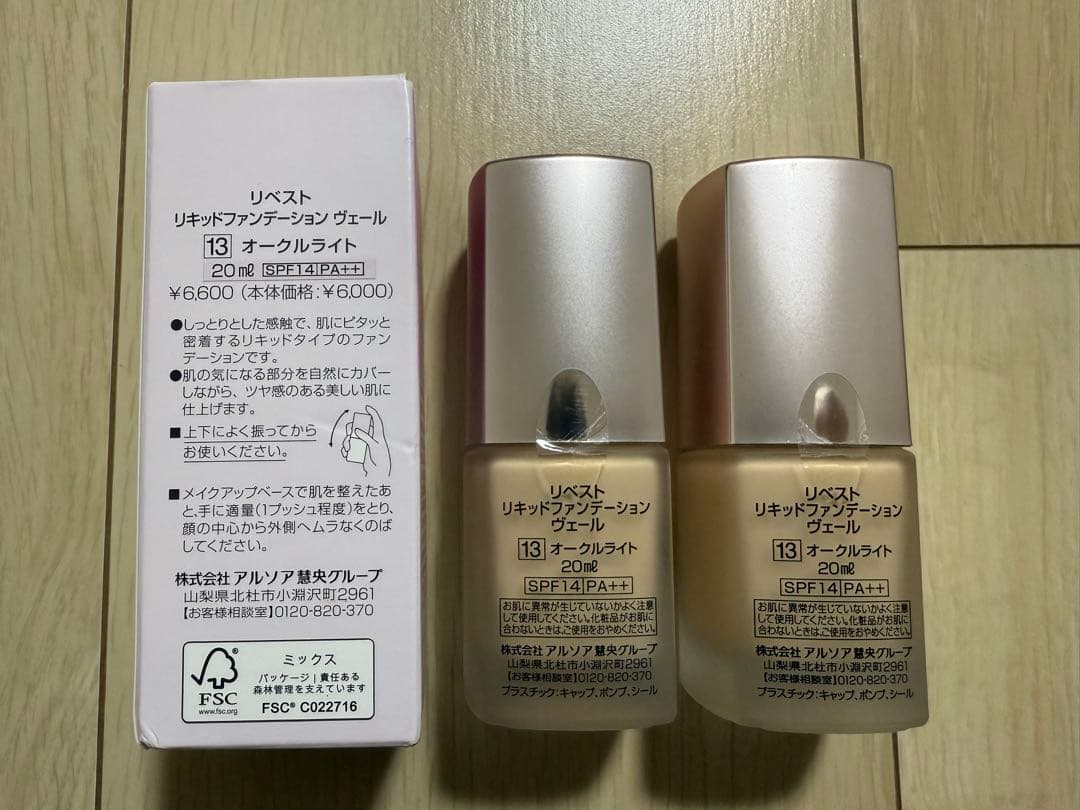 リベスト
リキッドファンデーション ヴェール
13 オークルライト
20㎖ SPF14 PA++
¥6,600（本体価格:¥6,000）
●しっとりとした感触で、肌にピタッと
密着するリキッドタイプのファン
デーションです。
●肌の気になる部分を自然にカバー
しながら、ツヤ感のある美しい肌に
仕上げます。
■上下によく振ってから
お使いください。
■メイクアップベースで肌を整えたあ
と、手に適量(1プッシュ程度)をとり、
顔の中心から外側へムラなくのば
してください。
株式会社 アルソア慧央グループ
山梨県北杜市小淵沢町2961
【お客様相談室】0120-820-370
FSC
www.fsc.org
ミックス
パッケージ|責任ある
森林管理を支えています
FSC® C022716
リベスト
リキッドファンデーション
ヴェール
13 オークルライト
20㎖
SPF14 PA++
お肌に異常が生じていないかよく注意
して使用してください。化粧品がお肌に
合わないときは、ご使用をおやめください。
株式会社 アルソア慧央グループ
山梨県北杜市小淵沢町2961
【お客様相談室】0120-820-370
プラスチック:キャップ、ポンプ、シール
リベスト
リキッドファンデーション
ヴェール
13 オークルライト
20㎖
SPF14 PA++
お肌に異常が生じていないかよく注意
して使用してください。化粧品がお肌に
合わないときは、ご使用をおやめください。
株式会社 アルソア慧央グループ
山梨県北杜市小淵沢町2961
【お客様相談室】0120-820-370
プラスチック:キャップ、ポンプ、シール